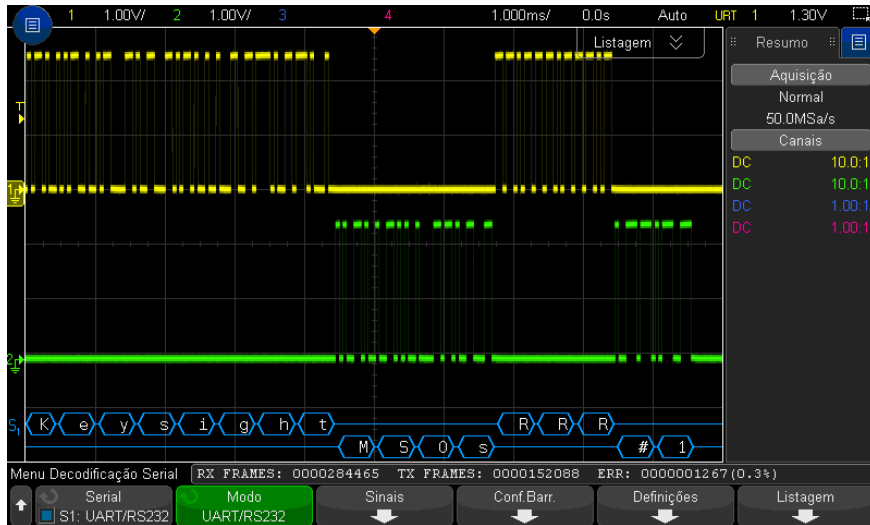 1 1.00V/ 2 1.00V/ 3 4 1.000ms/ 0.0s Auto URT 1 1.30V
Listagem
Resumo
Aquisição
Normal
50.0MSa/s
Canais
DC 10.0:1
DC 10.0:1
DC 1.00:1
DC 1.00:1
T
1
2
S1 K e y s i g h t R R R
M S O s # 1
Menu Decodificação Serial RX FRAMES: 0000284465 TX FRAMES: 0000152088 ERR: 0000001267(0.3%)
Serial Modo Sinais Conf.Barr. Definições Listagem
S1: UART/RS232 UART/RS232